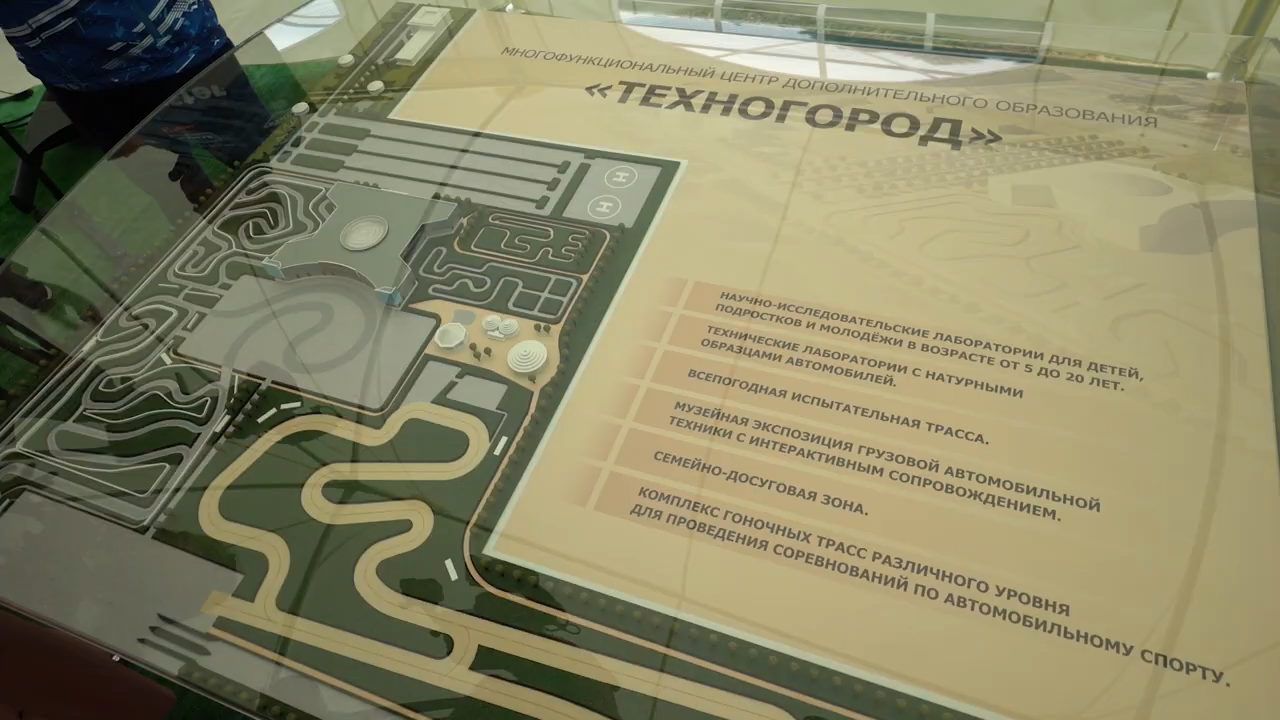 МНОГОФУНКЦИОНАЛЬНЫЙ ЦЕНТР ДОПОЛНИТЕЛЬНОГО ОБРАЗОВАНИЯ
«ТЕХНОГОРОД»
H
H
НАУЧНО-ИССЛЕДОВАТЕЛЬСКИЕ ЛАБОРАТОРИИ ДЛЯ ДЕТЕЙ,
ПОДРОСТКОВ И МОЛОДЁЖИ В ВОЗРАСТЕ ОТ 5 ДО 20 ЛЕТ.
ТЕХНИЧЕСКИЕ ЛАБОРАТОРИИ С НАТУРНЫМИ
ОБРАЗЦАМИ АВТОМОБИЛЕЙ.
ВСЕПОГОДНАЯ ИСПЫТАТЕЛЬНАЯ ТРАССА.
МУЗЕЙНАЯ ЭКСПОЗИЦИЯ ГРУЗОВОЙ АВТОМОБИЛЬНОЙ
ТЕХНИКИ С ИНТЕРАКТИВНЫМ СОПРОВОЖДЕНИЕМ.
СЕМЕЙНО-ДОСУГОВАЯ ЗОНА.
КОМПЛЕКС ГОНОЧНЫХ ТРАСС РАЗЛИЧНОГО УРОВНЯ
ДЛЯ ПРОВЕДЕНИЯ СОРЕВНОВАНИЙ ПО АВТОМОБИЛЬНОМУ СПОРТУ.